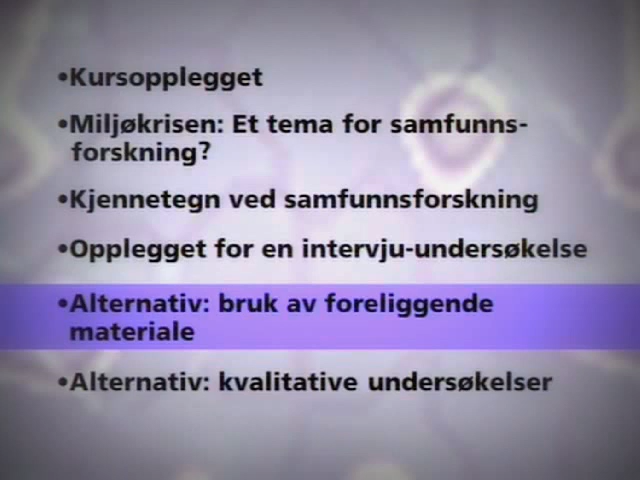 •Kursopplegget
•Miljøkrisen: Et tema for samfunns-
forskning?
•Kjennetegn ved samfunnsforskning
•Opplegget for en intervju-undersøkelse
•Alternativ: bruk av foreliggende
materiale
•Alternativ: kvalitative undersøkelser